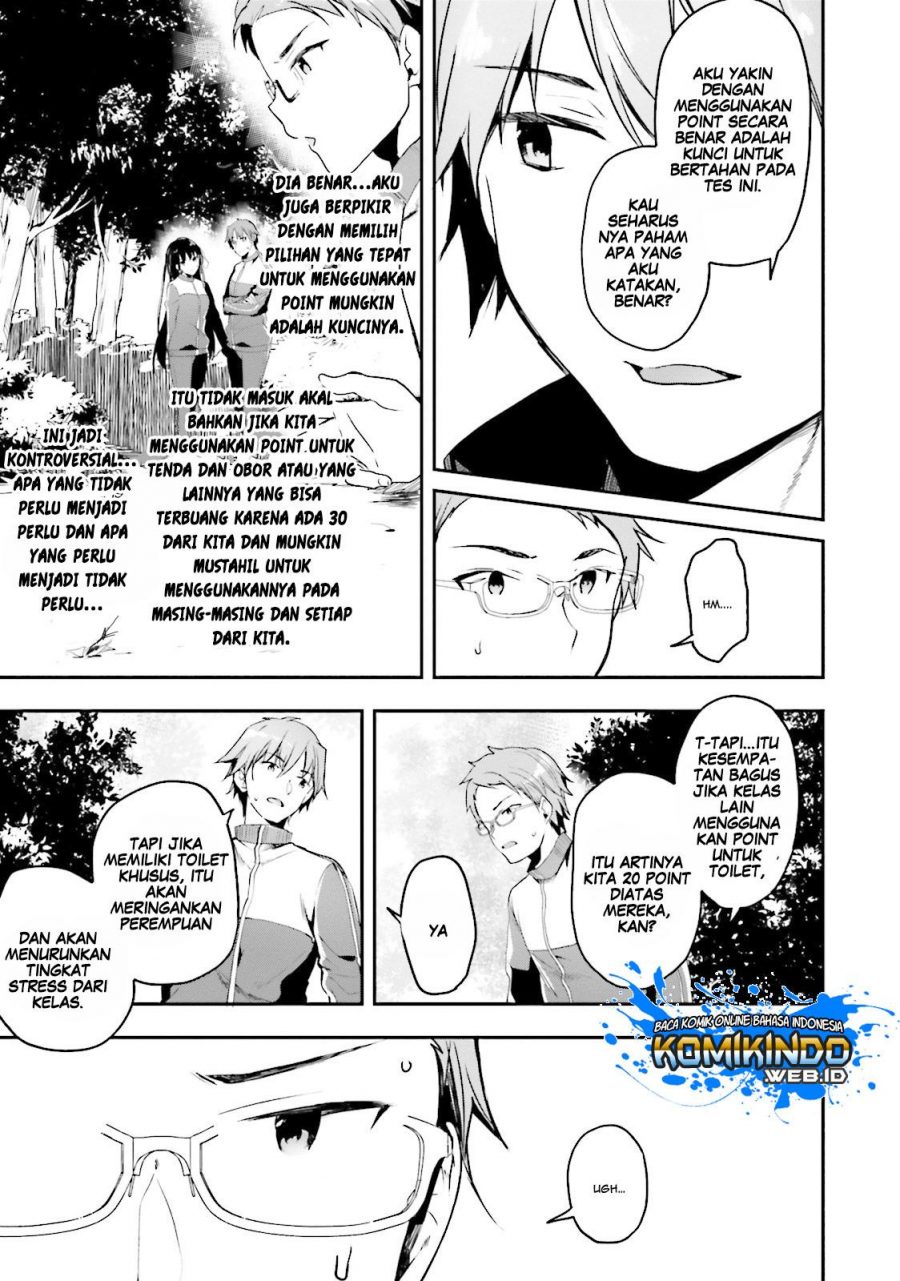 AKU YAKIN
DENGAN
MENGGUNAKAN
POINT SECARA
BENAR ADALAH
KUNCI UNTUK
BERTAHAN PADA
TES INI.
KAU
SEHARUS
NYA PAHAM
APA YANG
AKU
KATAKAN,
BENAR?
HM....
DIA BENAR...AKU
JUGA BERPIKIR
DENGAN MEMILIH
PILIHAN YANG TEPAT
UNTUK MENGGUNAKAN
POINT MUNGKIN
ADALAH KUNCINYA.
ITU TIDAK MASUK AKAL
BAHKAN JIKA KITA
MENGGUNAKAN POINT UNTUK
TENDA DAN OBOR ATAU YANG
LAINNYA YANG BISA
TERBUANG KARENA ADA 30
DARI KITA DAN MUNGKIN
MUSTAHIL UNTUK
MENGGUNAKANNYA PADA
MASING-MASING DAN SETIAP
DARI KITA.
INI JADI
KONTROVERSIAL...
APA YANG TIDAK
PERLU MENJADI
PERLU DAN APA
YANG PERLU
MENJADI TIDAK
PERLU...
T-TAPI...ITU
KESEMPA-
TAN BAGUS
JIKA KELAS
LAIN
MENGGUNA
KAN POINT
UNTUK
TOILET,
ITU ARTINYA
KITA 20 POINT
DIATAS
MEREKA,
KAN?
YA
TAPI JIKA
MEMILIKI TOILET
KHUSUS, ITU
AKAN
MERINGANKAN
PEREMPUAN
DAN AKAN
MENURUNKAN
TINGKAT
STRESS DARI
KELAS.
BACA KOMIK ONLINE BAHASA INDONESIA
KOMIKINDO
WEB.ID
UGH...